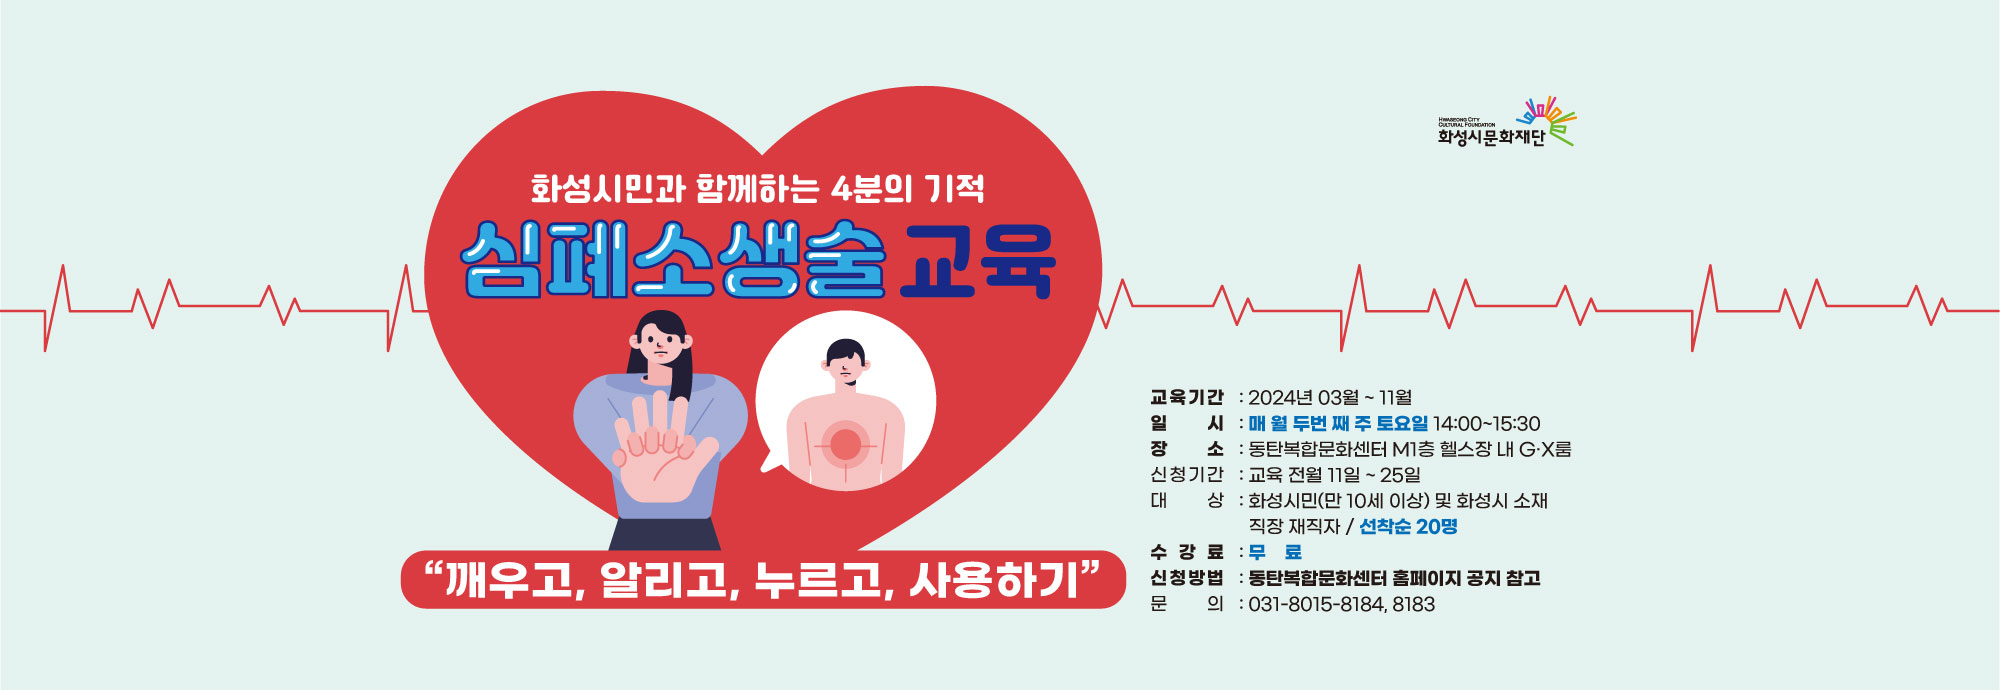 HWASEONG CITY
CULTURAL FOUNDATION
화성시문화재단
화성시민과 함께하는 4분의 기적
심폐소생술 교육
“깨우고, 알리고, 누르고, 사용하기”
교육기간 : 2024년 03월 ~ 11월
일 시 : 매 월 두번 째 주 토요일 14:00~15:30
장 소 : 동탄복합문화센터 M1층 헬스장 내 G·X룸
신청기간 : 교육 전월 11일 ~ 25일
대 상 : 화성시민(만 10세 이상) 및 화성시 소재
직장 재직자 / 선착순 20명
수 강 료 : 무 료
신청방법 : 동탄복합문화센터 홈페이지 공지 참고
문 의 : 031-8015-8184, 8183